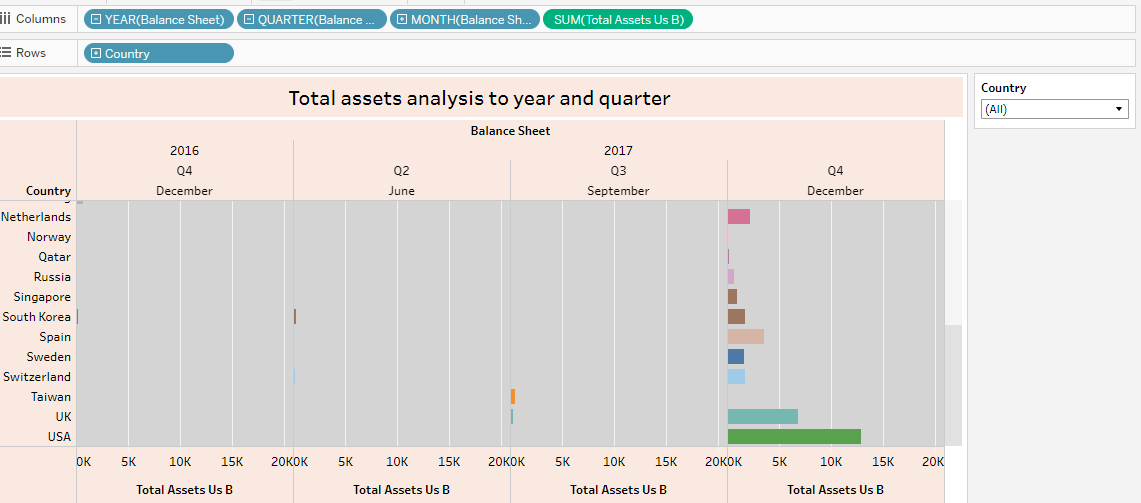 Columns YEAR(Balance Sheet) QUARTER(Balance ... MONTH(Balance Sh... SUM(Total Assets Us B)
Rows Country
Total assets analysis to year and quarter
Country
(All)
Balance Sheet
2016 2017
Q4 Q2 Q3 Q4
Country December June September December
Netherlands
Norway
Qatar
Russia
Singapore
South Korea
Spain
Sweden
Switzerland
Taiwan
UK
USA
0K 5K 10K 15K 20K 0K 5K 10K 15K 20K 0K 5K 10K 15K 20K 0K 5K 10K 15K 20K
Total Assets Us B Total Assets Us B Total Assets Us B Total Assets Us B